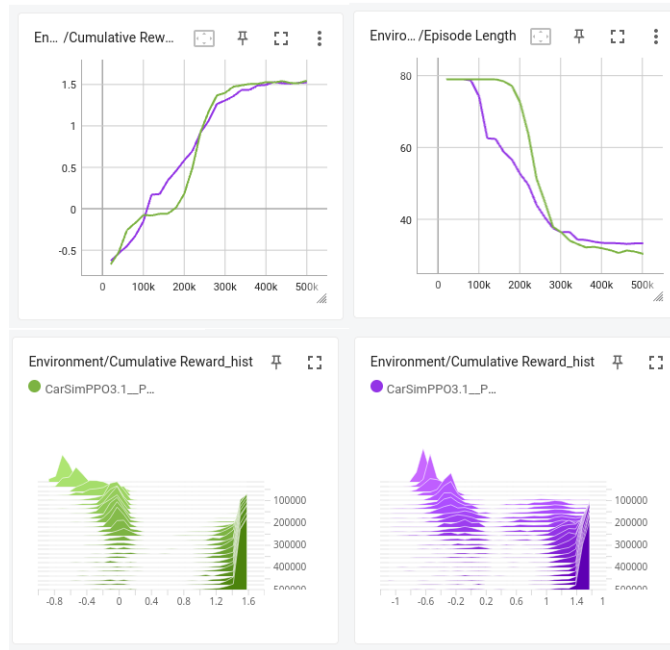 En... /Cumulative Rew...
1.5
1
0.5
0
-0.5
0 100k 200k 300k 400k 500k
Enviro... /Episode Length
80
60
40
0 100k 200k 300k 400k 500k
Environment/Cumulative Reward_hist
CarSimPPO3.1__P...
100000
200000
300000
400000
500000
-0.8 -0.4 0 0.4 0.8 1.2 1.6
Environment/Cumulative Reward_hist
CarSimPPO3.1__P...
100000
200000
300000
400000
500000
-1 -0.6 -0.2 0.2 0.6 1 1.4 1